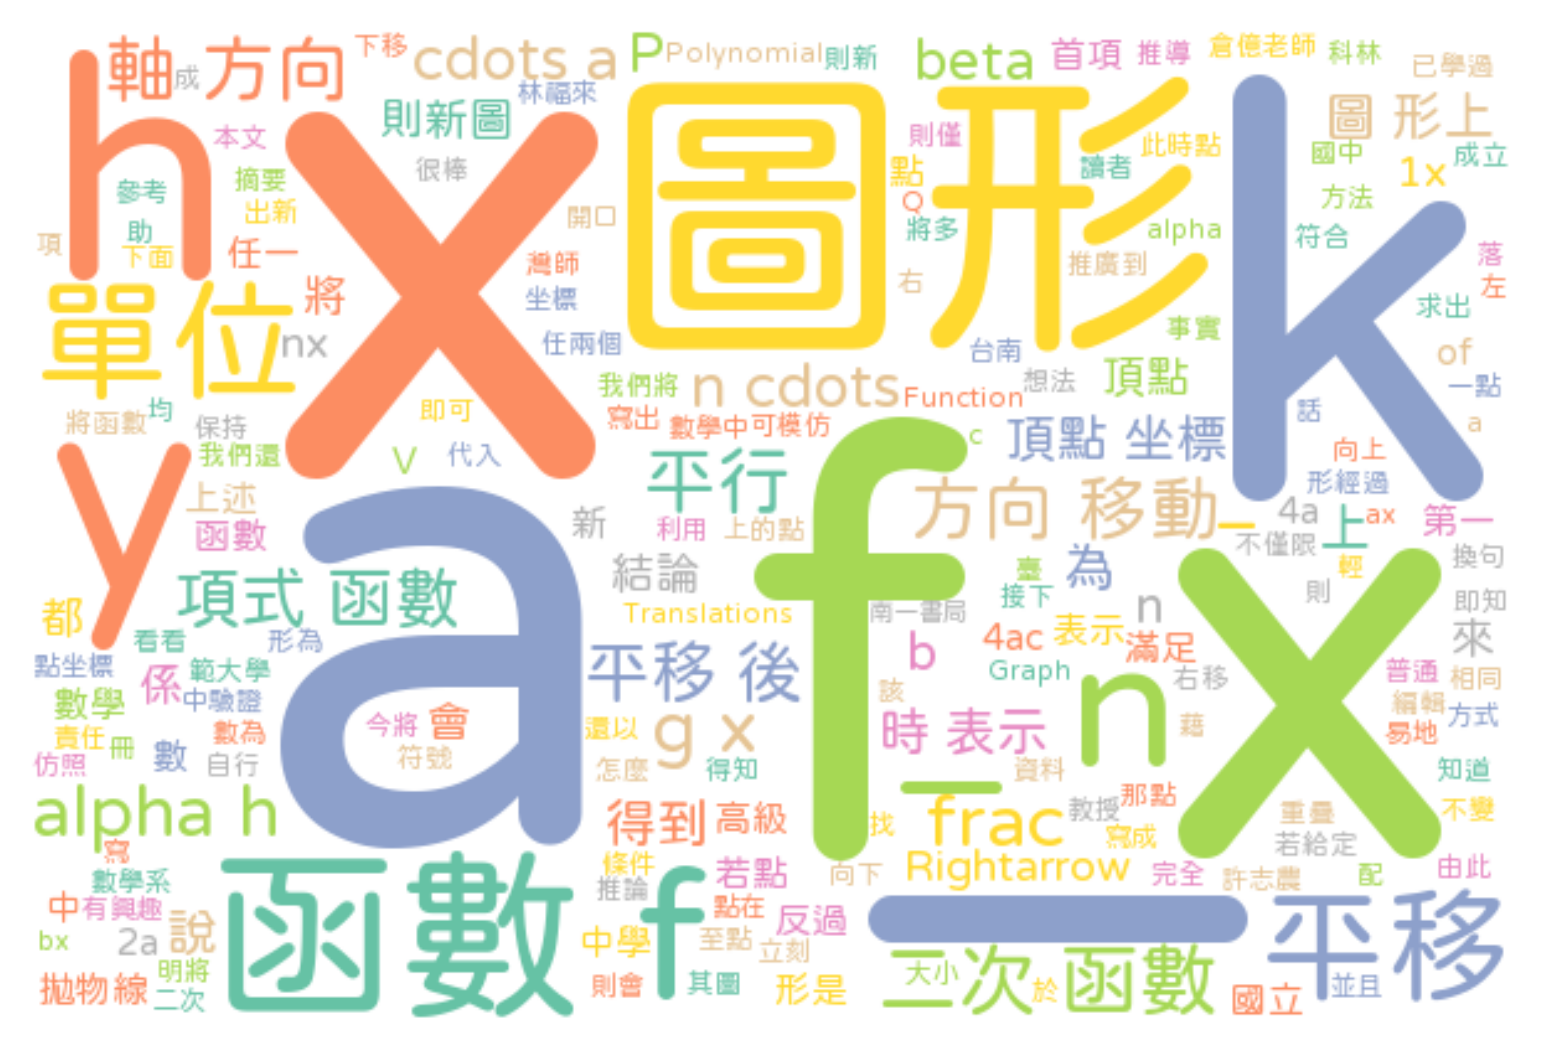 h
軸
成
方向
下移
cdots a
P
Polynomial
則新
beta
首項
推導
倉億老師
科林
已學過
林福來
則新圖
很棒
本文
參考
摘要
出新
助
下面
項
任一
x
開口
灣師
坐標
任兩個
圖形
點
則僅
Q
將多
右
讀者
此時點
alpha
推廣到
事實
k
圖 形上
國中
1x
成立
方法
符合
落
左
求出
of
一點
a
單位
將
nx
將函數
均
保持
即可
我們將
n cdots
台南
想法
頂點
Function
寫出
數學中可模仿
c
頂點 坐標
話
向上
形經過
y
我們還
V
代入
上述
函數
平行
新
利用
上的點
f
方向 移動
一
4a
上
ax
第一
不僅限
輕
換句
項式 函數
a
結論
Translations
南一書局
臺
為
接下
n
則
即知
來
都
看看
形為
點坐標
係
範大學
中驗證
數學
責任
冊
數為
仿照
數
自行
今將
會
符號
平移 後
還以
g x
怎麼
得知
b
4ac
表示
滿足
Graph
該
時 表示
n
右移
藉
x
普通
相同
編輯
方式
易地
知道
資料
一
alpha h
寫
得到
高級
找
frac
教授
那點
寫成
重疊
不變
若給定
數學系
中
有興趣
bx
2a
說
拋物線
明將
二次
函數
f
條件
推論
若點
向下
Rightarrow
完全
許志農
配
由此
中學
點在
至點
反過
立刻
則會
其圖
形是
一
二次 函數
大小
於
國立
平移
並且